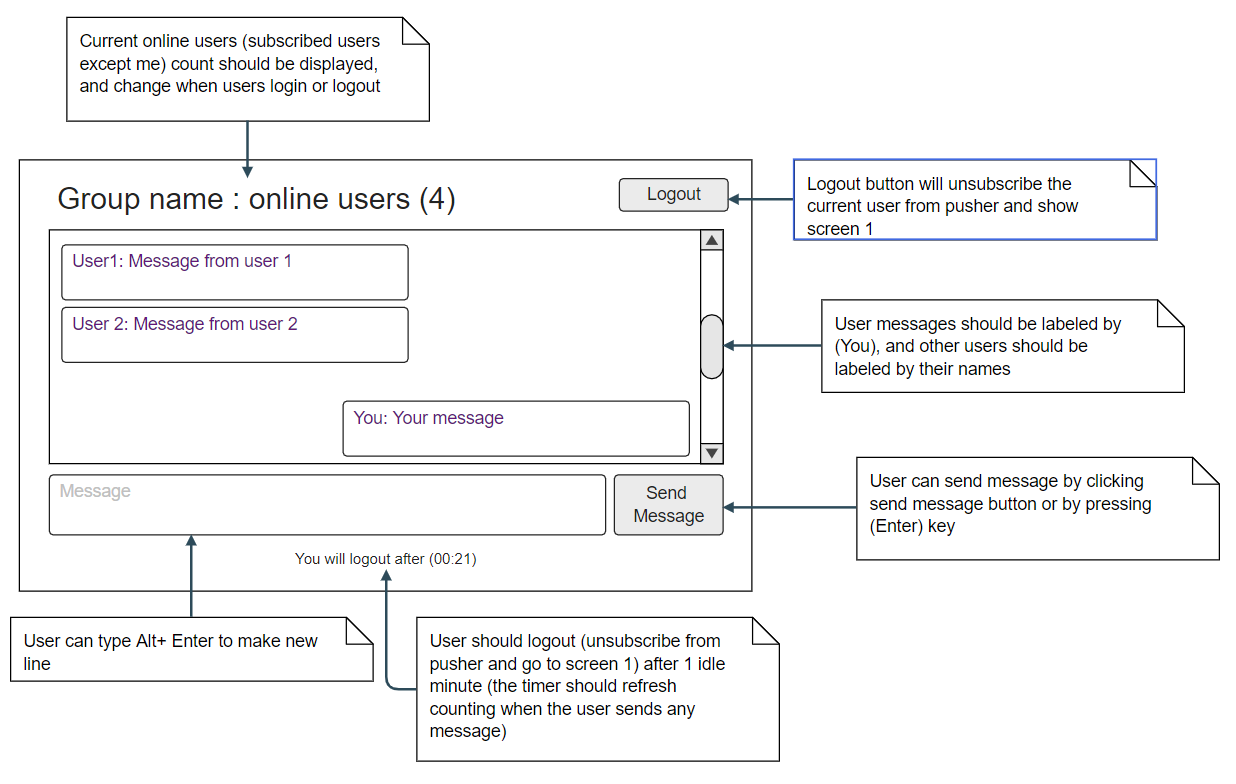 Current online users (subscribed users
except me) count should be displayed,
and change when users login or logout
Group name : online users (4)
Logout
Logout button will unsubscribe the
current user from pusher and show
screen 1
User1: Message from user 1
User 2: Message from user 2
You: Your message
User messages should be labeled by
(You), and other users should be
labeled by their names
Message
Send
Message
User can send message by clicking
send message button or by pressing
(Enter) key
You will logout after (00:21)
User can type Alt+ Enter to make new
line
User should logout (unsubscribe from
pusher and go to screen 1) after 1 idle
minute (the timer should refresh
counting when the user sends any
message)